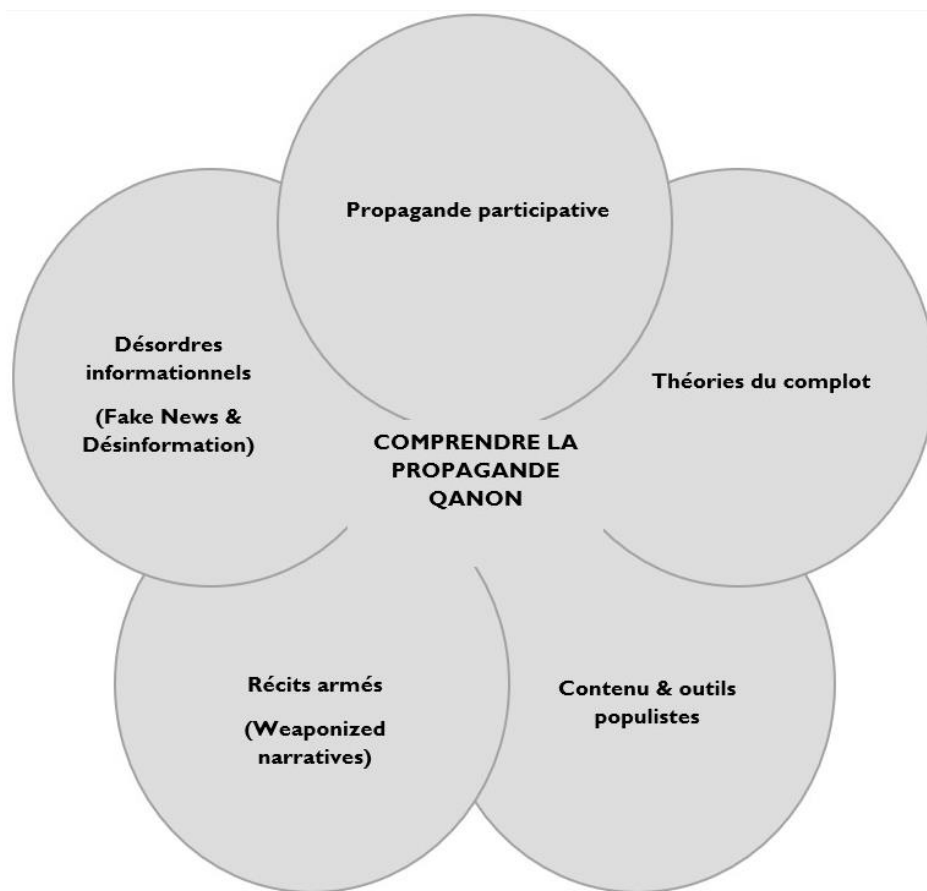 Propagande participative
Désordres
informationnels
(Fake News &
Désinformation)
Théories du complot
COMPRENDRE LA
PROPAGANDE
QANON
Récits armés
(Weaponized
narratives)
Contenu & outils
populistes